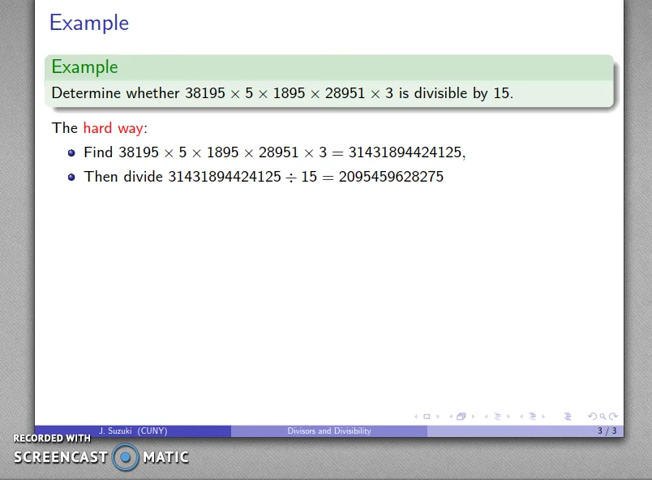 Example
Example
Determine whether 38195 × 5 × 1895 × 28951 × 3 is divisible by 15.
The hard way:
Find 38195 × 5 × 1895 × 28951 × 3 = 31431894424125,
Then divide 31431894424125 ÷ 15 = 2095459628275
J. Suzuki (CUNY) Divisors and Divisibility 3 / 3
RECORDED WITH
SCREENCAST MATIC